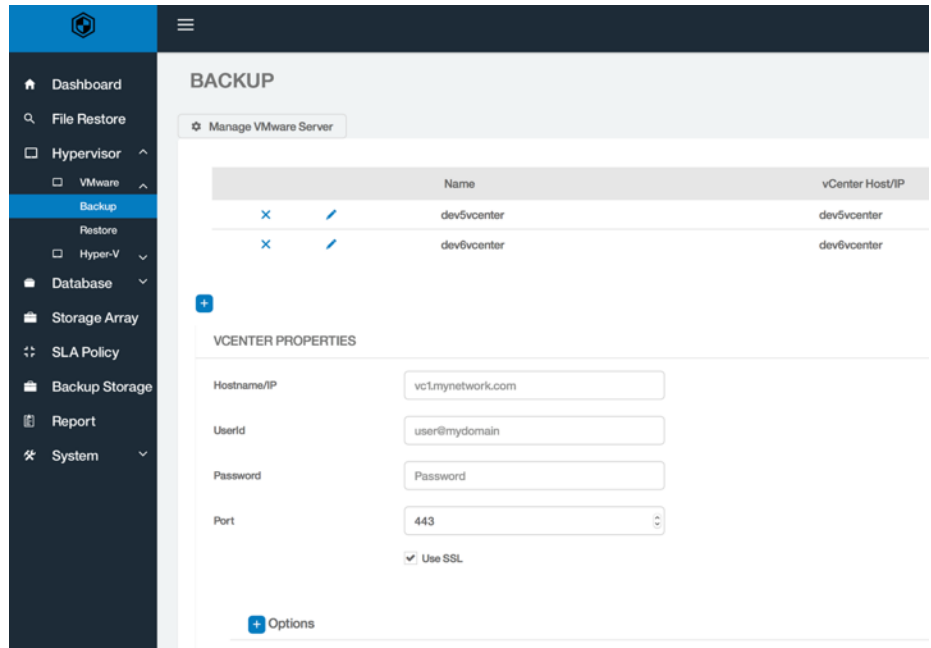 BACKUP
Dashboard
File Restore
Hypervisor
VMware
Backup
Restore
Hyper-V
Database
Storage Array
SLA Policy
Backup Storage
Report
System
Manage VMware Server
Name vCenter Host/IP
dev5vcenter dev5vcenter
dev6vcenter dev6vcenter
VCENTER PROPERTIES
Hostname/IP vc1.mynetwork.com
UserId user@mydomain
Password Password
Port 443
Use SSL
Options